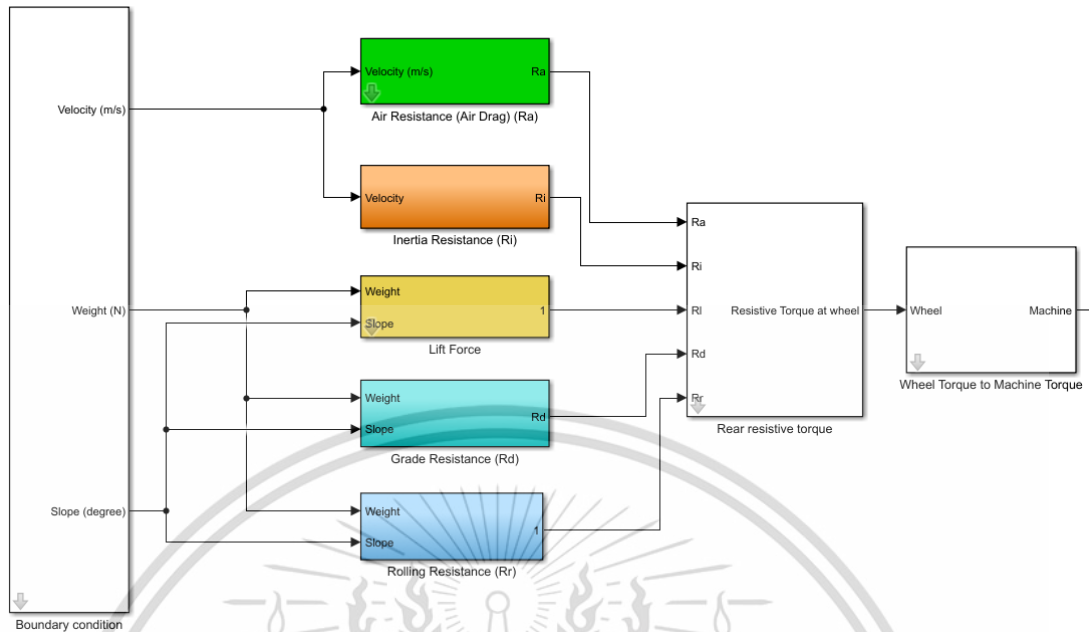 Velocity (m/s)
Weight (N)
Slope (degree)
Boundary condition
Velocity (m/s)
Ra
Air Resistance (Air Drag) (Ra)
Velocity
Ri
Inertia Resistance (Ri)
Weight
Slope
1
Lift Force
Weight
Slope
Rd
Grade Resistance (Rd)
Weight
Slope
1
Rolling Resistance (Rr)
Ra
Ri
Rl
Rd
Rr
Resistive Torque at wheel
Rear resistive torque
Wheel
Machine
Wheel Torque to Machine Torque